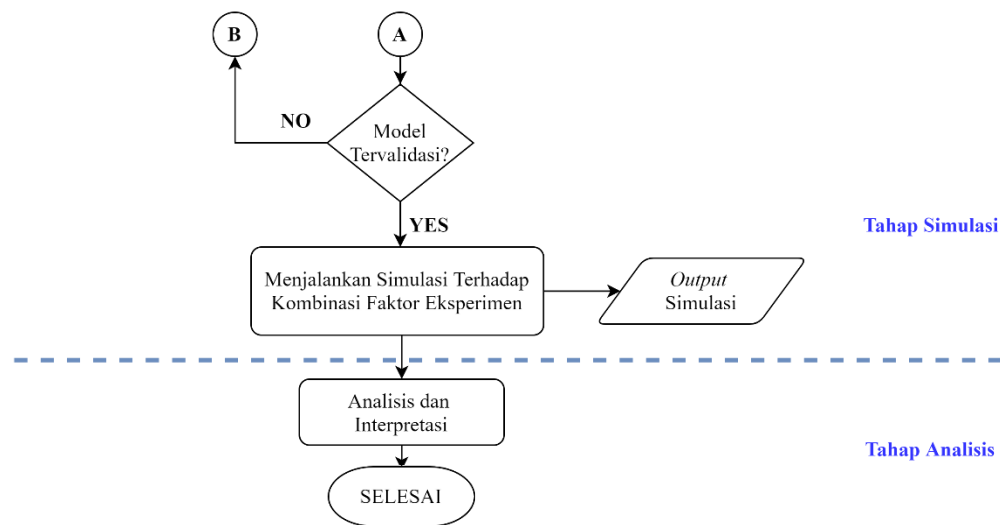 B
A
NO
Model
Tervalidasi?
YES
Tahap Simulasi
Menjalankan Simulasi Terhadap
Kombinasi Faktor Eksperimen
Output
Simulasi
Analisis dan
Interpretasi
Tahap Analisis
SELESAI